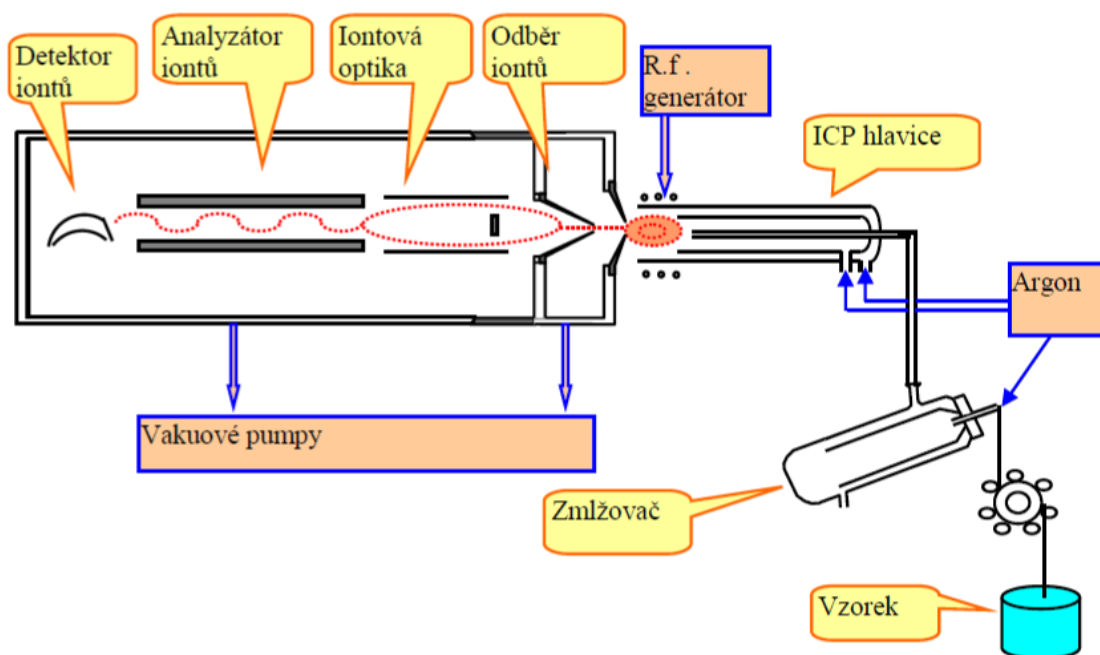 Detektor
iontů
Analyzátor
iontů
Iontová
optika
Odběr
iontů
R.f .
generátor
ICP hlavice
Argon
Vakuové pumpy
Zmlžovač
Vzorek